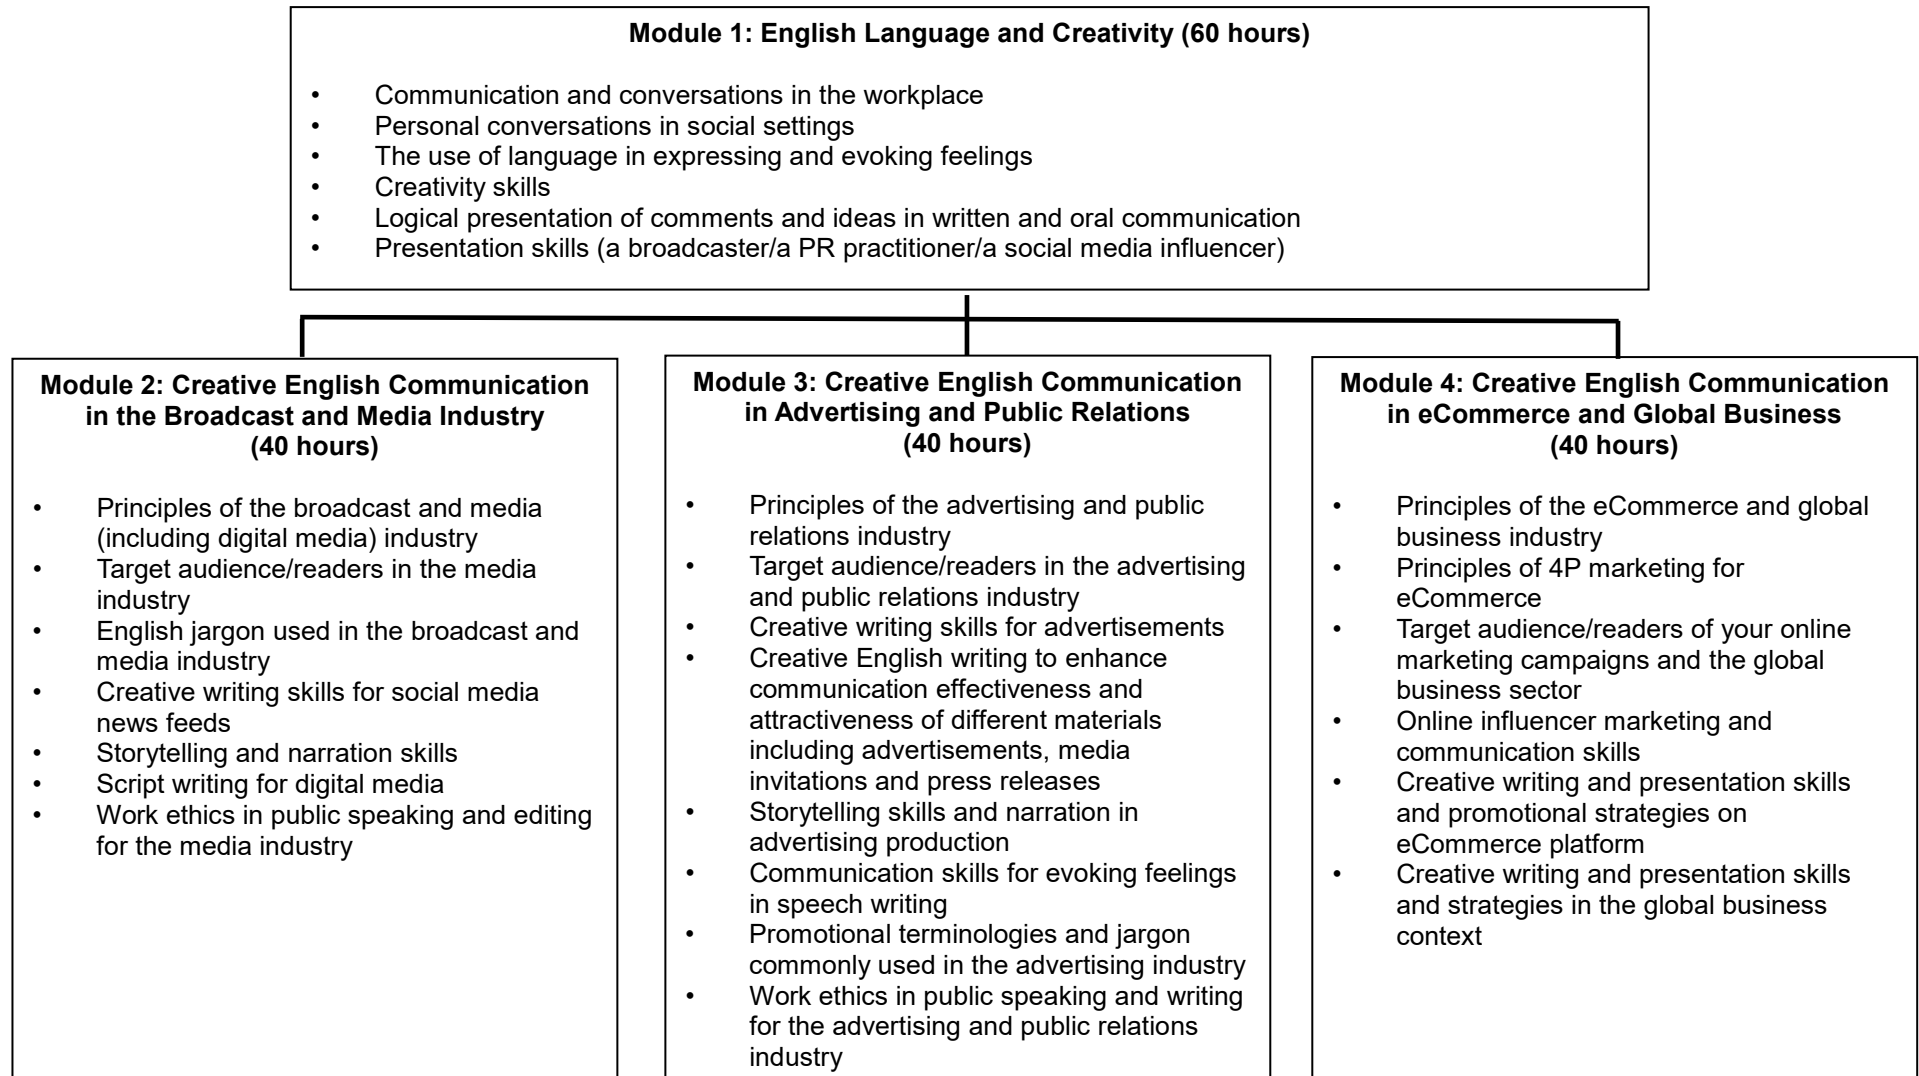 Module 1: English Language and Creativity (60 hours)
• Communication and conversations in the workplace
• Personal conversations in social settings
• The use of language in expressing and evoking feelings
• Creativity skills
• Logical presentation of comments and ideas in written and oral communication
• Presentation skills (a broadcaster/a PR practitioner/a social media influencer)
Module 2: Creative English Communication
in the Broadcast and Media Industry
(40 hours)
• Principles of the broadcast and media
(including digital media) industry
• Target audience/readers in the media
industry
• English jargon used in the broadcast and
media industry
• Creative writing skills for social media
news feeds
• Storytelling and narration skills
• Script writing for digital media
• Work ethics in public speaking and editing
for the media industry
Module 3: Creative English Communication
in Advertising and Public Relations
(40 hours)
• Principles of the advertising and public
relations industry
• Target audience/readers in the advertising
and public relations industry
• Creative writing skills for advertisements
• Creative English writing to enhance
communication effectiveness and
attractiveness of different materials
including advertisements, media
invitations and press releases
• Storytelling skills and narration in
advertising production
• Communication skills for evoking feelings
in speech writing
• Promotional terminologies and jargon
commonly used in the advertising industry
• Work ethics in public speaking and writing
for the advertising and public relations
industry
Module 4: Creative English Communication
in eCommerce and Global Business
(40 hours)
• Principles of the eCommerce and global
business industry
• Principles of 4P marketing for
eCommerce
• Target audience/readers of your online
marketing campaigns and the global
business sector
• Online influencer marketing and
communication skills
• Creative writing and presentation skills
and promotional strategies on
eCommerce platform
• Creative writing and presentation skills
and strategies in the global business
context